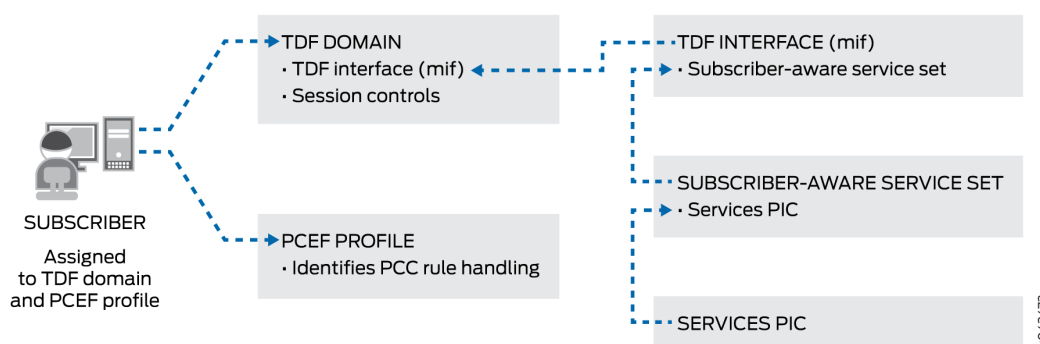 TDF DOMAIN
· TDF interface (mif)
· Session controls
TDF INTERFACE (mif)
· Subscriber-aware service set
SUBSCRIBER
Assigned
to TDF domain
and PCEF profile
PCEF PROFILE
· Identifies PCC rule handling
SUBSCRIBER-AWARE SERVICE SET
· Services PIC
SERVICES PIC